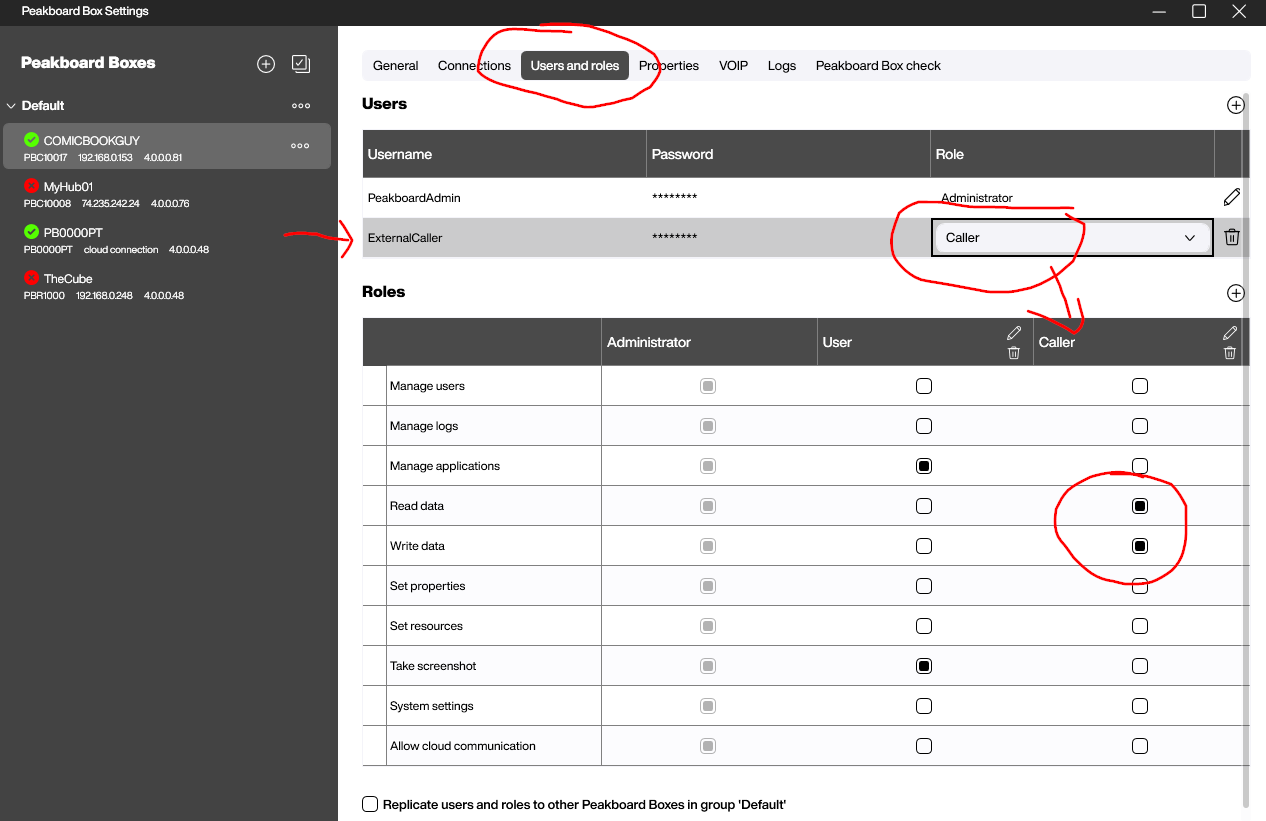 Peakboard Box Settings
Peakboard Boxes
Default
COMICBOOKGUY
PBC10017 192.168.0.153 4.0.0.0.81
MyHub01
PBC10008 74.235.242.24 4.0.0.0.76
PB0000PT
PB0000PT cloud connection 4.0.0.0.48
TheCube
PBR1000 192.168.0.248 4.0.0.0.48
General Connections Users and roles Properties VOIP Logs Peakboard Box check
Users
Username Password Role
PeakboardAdmin ******** Administrator
ExternalCaller ******** Caller
Roles
Administrator User Caller
Manage users
Manage logs
Manage applications
Read data
Write data
Set properties
Set resources
Take screenshot
System settings
Allow cloud communication
Replicate users and roles to other Peakboard Boxes in group 'Default'